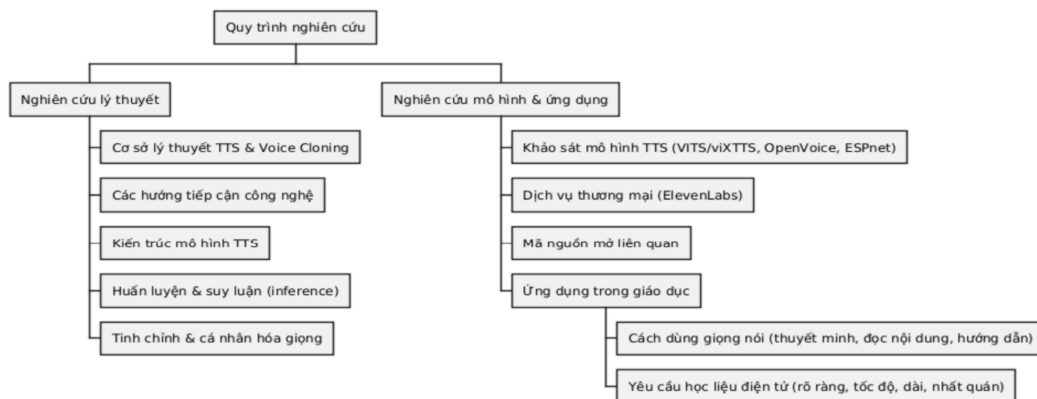 Quy trình nghiên cứu
Nghiên cứu lý thuyết
Cơ sở lý thuyết TTS & Voice Cloning
Các hướng tiếp cận công nghệ
Kiến trúc mô hình TTS
Huấn luyện & suy luận (inference)
Tinh chỉnh & cá nhân hóa giọng
Nghiên cứu mô hình & ứng dụng
Khảo sát mô hình TTS (VITS/viXTTS, OpenVoice, ESPnet)
Dịch vụ thương mại (ElevenLabs)
Mã nguồn mở liên quan
Ứng dụng trong giáo dục
Cách dùng giọng nói (thuyết minh, đọc nội dung, hướng dẫn)
Yêu cầu học liệu điện tử (rõ ràng, tốc độ, dài, nhất quán)